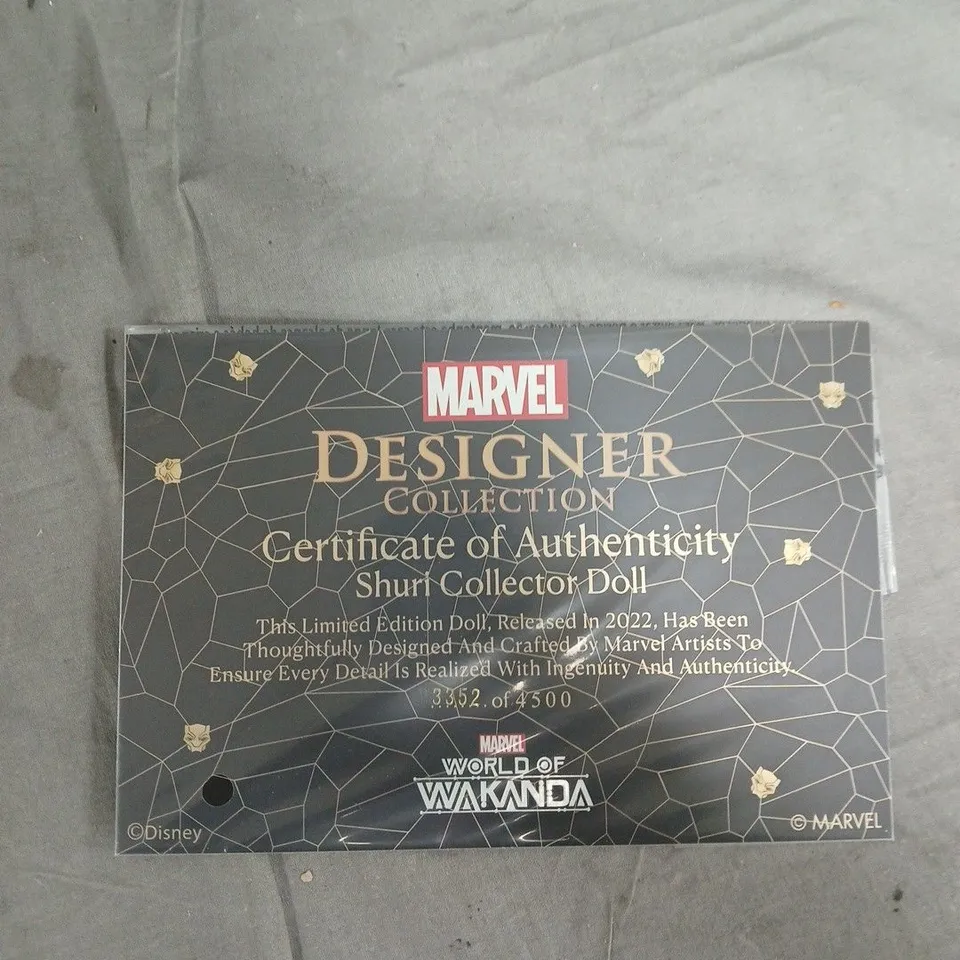 MARVEL
DESIGNER
COLLECTION
Certificate of Authenticity
Shuri Collector Doll
This Limited Edition Doll, Released In 2022, Has Been
Thoughtfully Designed And Crafted By Marvel Artists To
Ensure Every Detail Is Realized With Ingenuity And Authenticity.
3352 of 4500
MARVEL
WORLD OF
WAKANDA
©Disney
© MARVEL